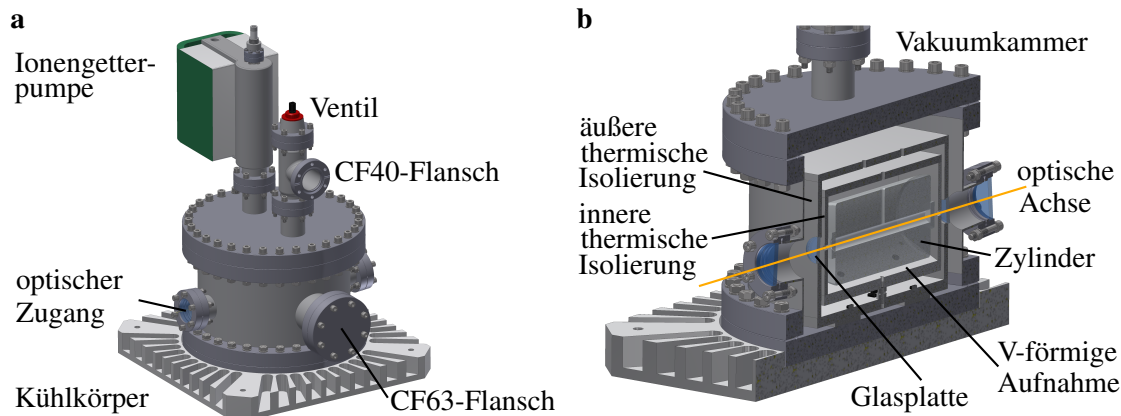 a
Ionengetter-
pumpe
Ventil
CF40-Flansch
optischer
Zugang
Kühlkörper
CF63-Flansch
b
Vakuumkammer
äußere
thermische
Isolierung
innere
thermische
Isolierung
optische
Achse
Zylinder
V-förmige
Aufnahme
Glasplatte